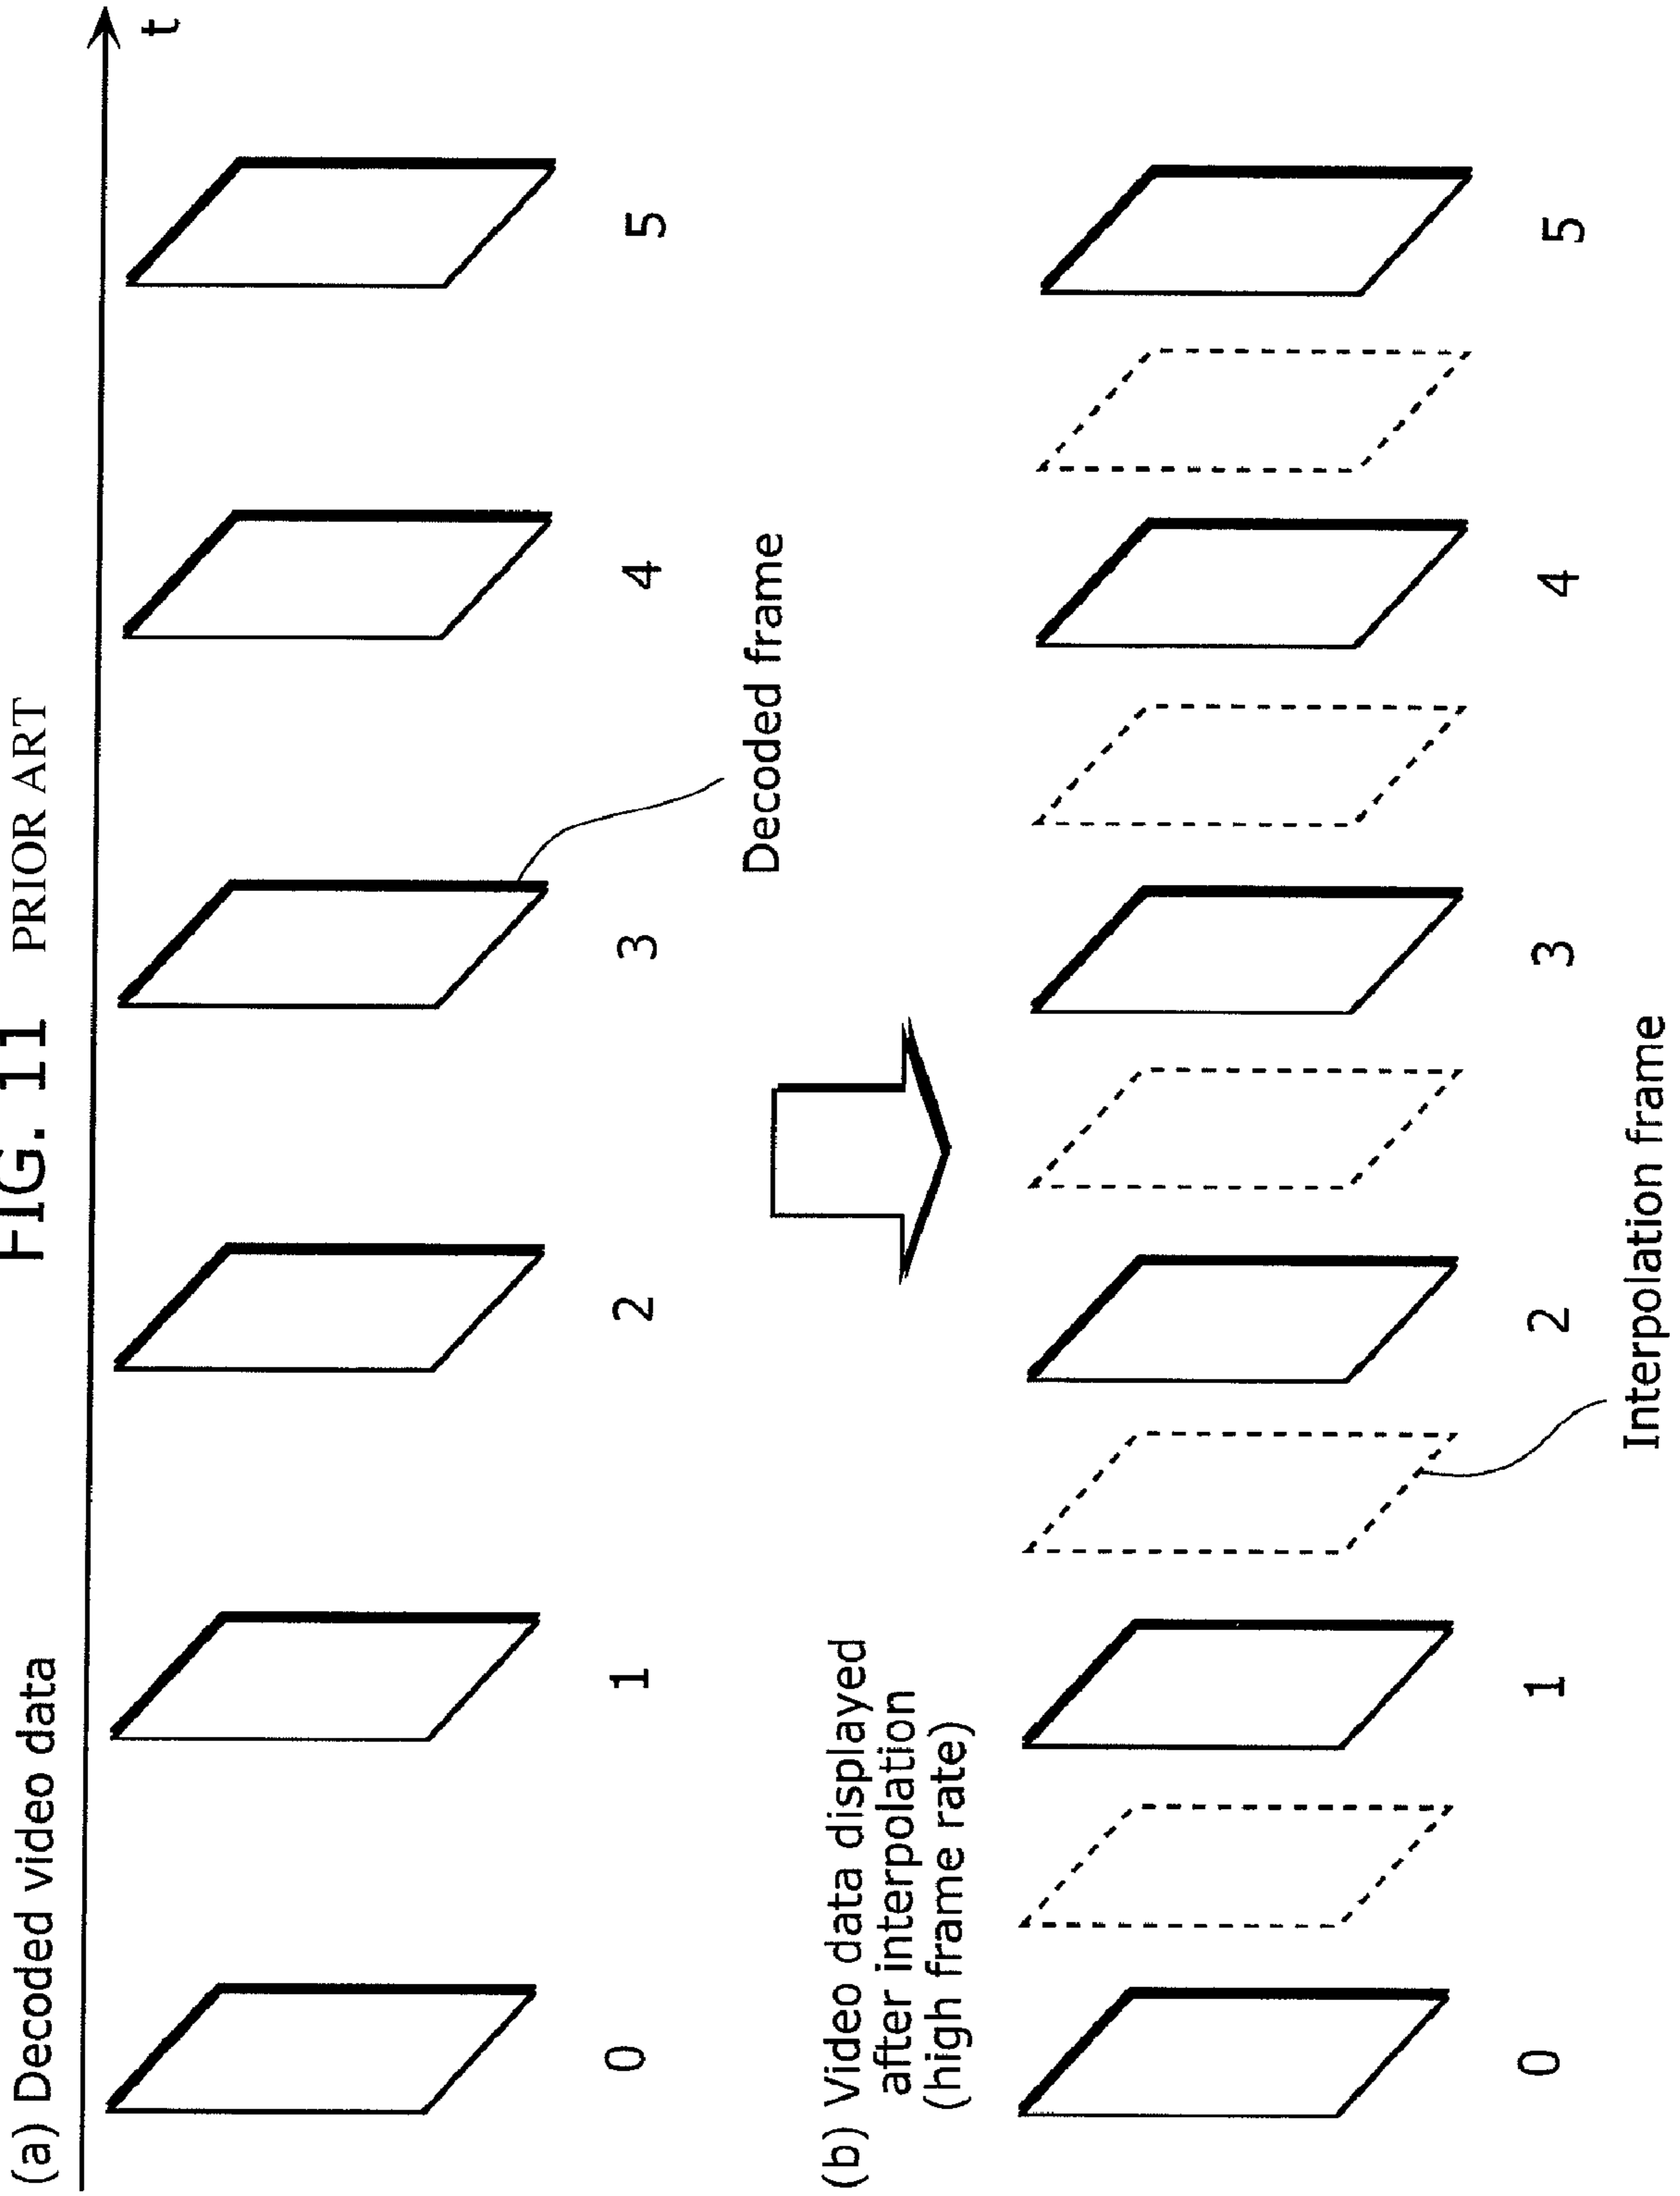 FIG. 11 PRIOR ART
(a) Decoded video data
t
0 1 2 3 4 5
Decoded frame
(b) Video data displayed
after interpolation
(high frame rate)
0 1 2 3 4 5
Interpolation frame